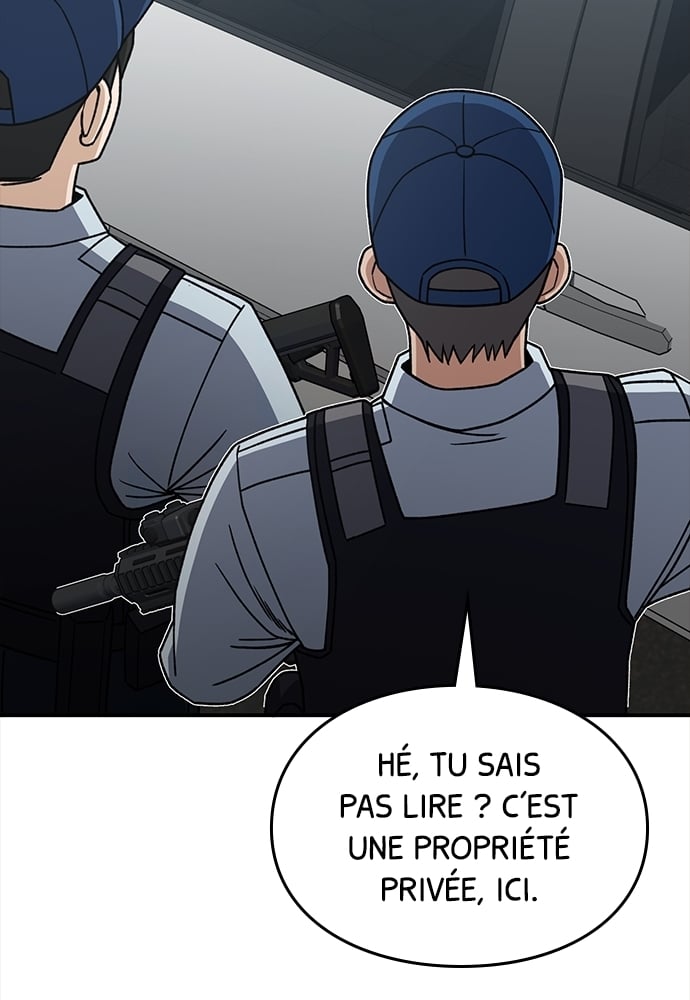 HÉ, TU SAIS
PAS LIRE ? C'EST
UNE PROPRIÉTÉ
PRIVÉE, ICI.